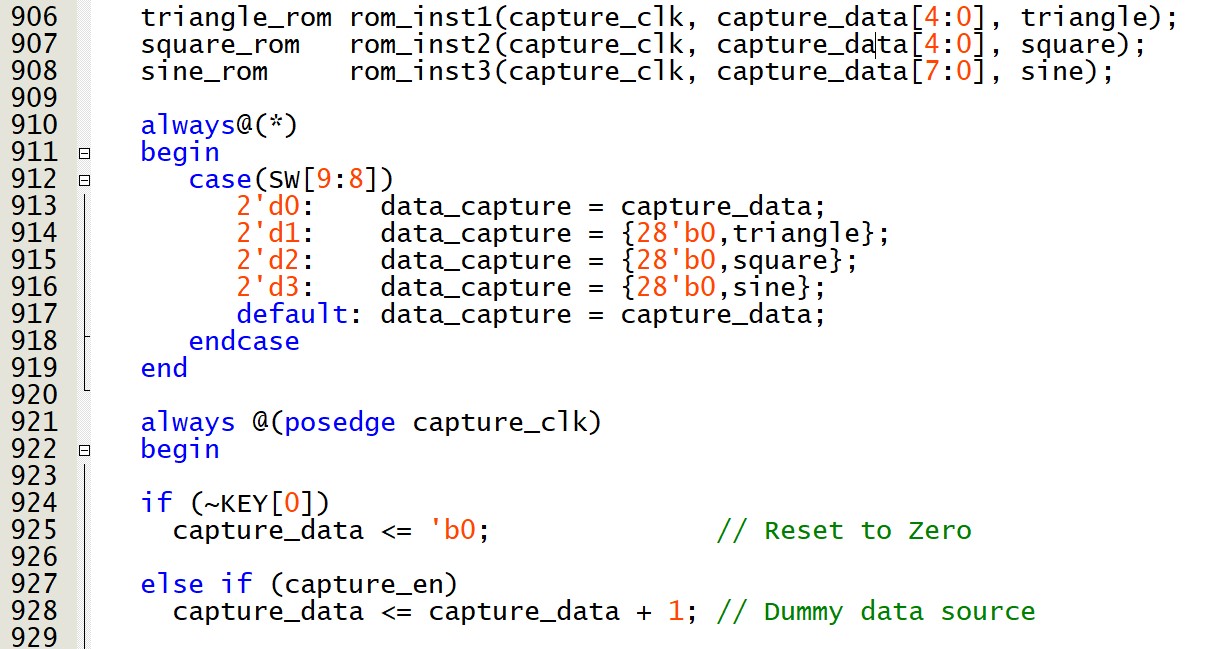 906 triangle_rom rom_inst1(capture_clk, capture_data[4:0], triangle);
907 square_rom   rom_inst2(capture_clk, capture_data[4:0], square);
908 sine_rom     rom_inst3(capture_clk, capture_data[7:0], sine);
909
910 always@(*)
911 begin
912    case(SW[9:8])
913       2'd0:    data_capture = capture_data;
914       2'd1:    data_capture = {28'b0,triangle};
915       2'd2:    data_capture = {28'b0,square};
916       2'd3:    data_capture = {28'b0,sine};
917       default: data_capture = capture_data;
918    endcase
919 end
920
921 always @(posedge capture_clk)
922 begin
923
924 if (~KEY[0])
925   capture_data <= 'b0;              // Reset to Zero
926
927 else if (capture_en)
928   capture_data <= capture_data + 1; // Dummy data source
929